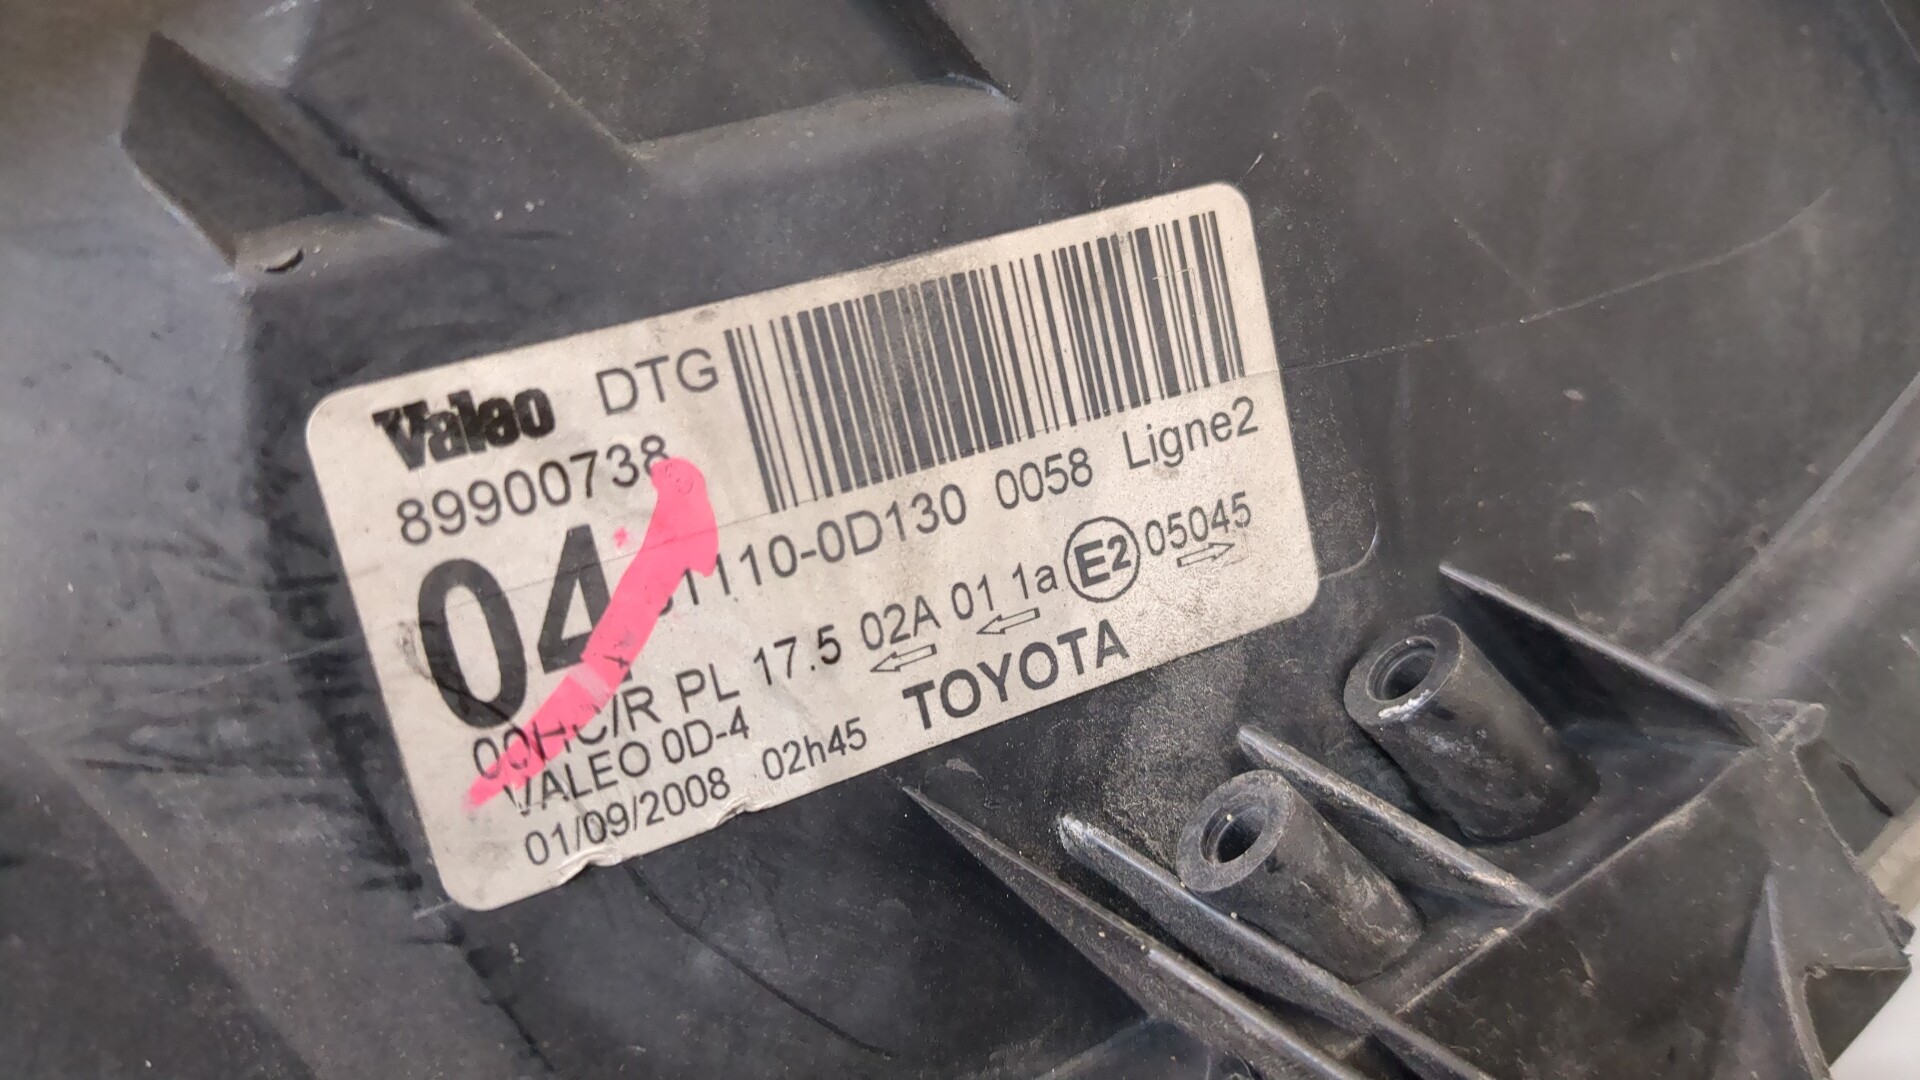 Valeo DTG
89900738
04 81110-0D130 0058 Ligne2
00HC/R PL 17.5 02A 01 1a E2 05045
VALEO 0D-4
01/09/2008 02h45 TOYOTA